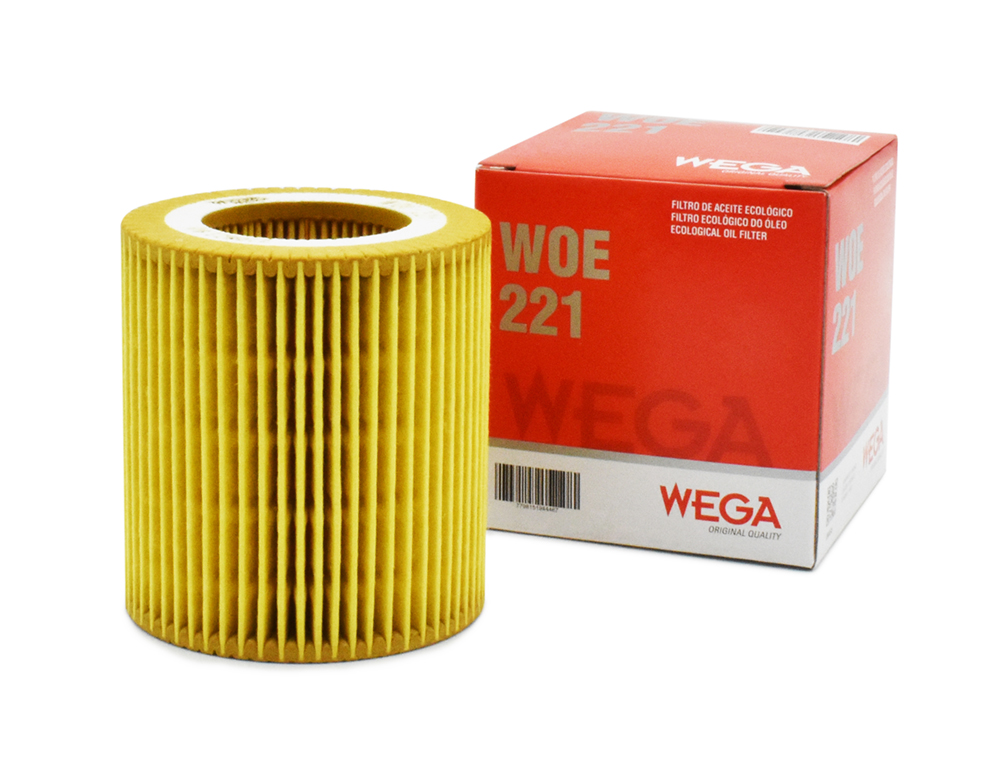 WOE
221
WEGA
ORIGINAL QUALITY
FILTRO DE ACEITE ECOLÓGICO
FILTRO ECOLÓGICO DO ÓLEO
ECOLOGICAL OIL FILTER
WOE
221
WEGA
WEGA
ORIGINAL QUALITY
WOE
221
WEGA